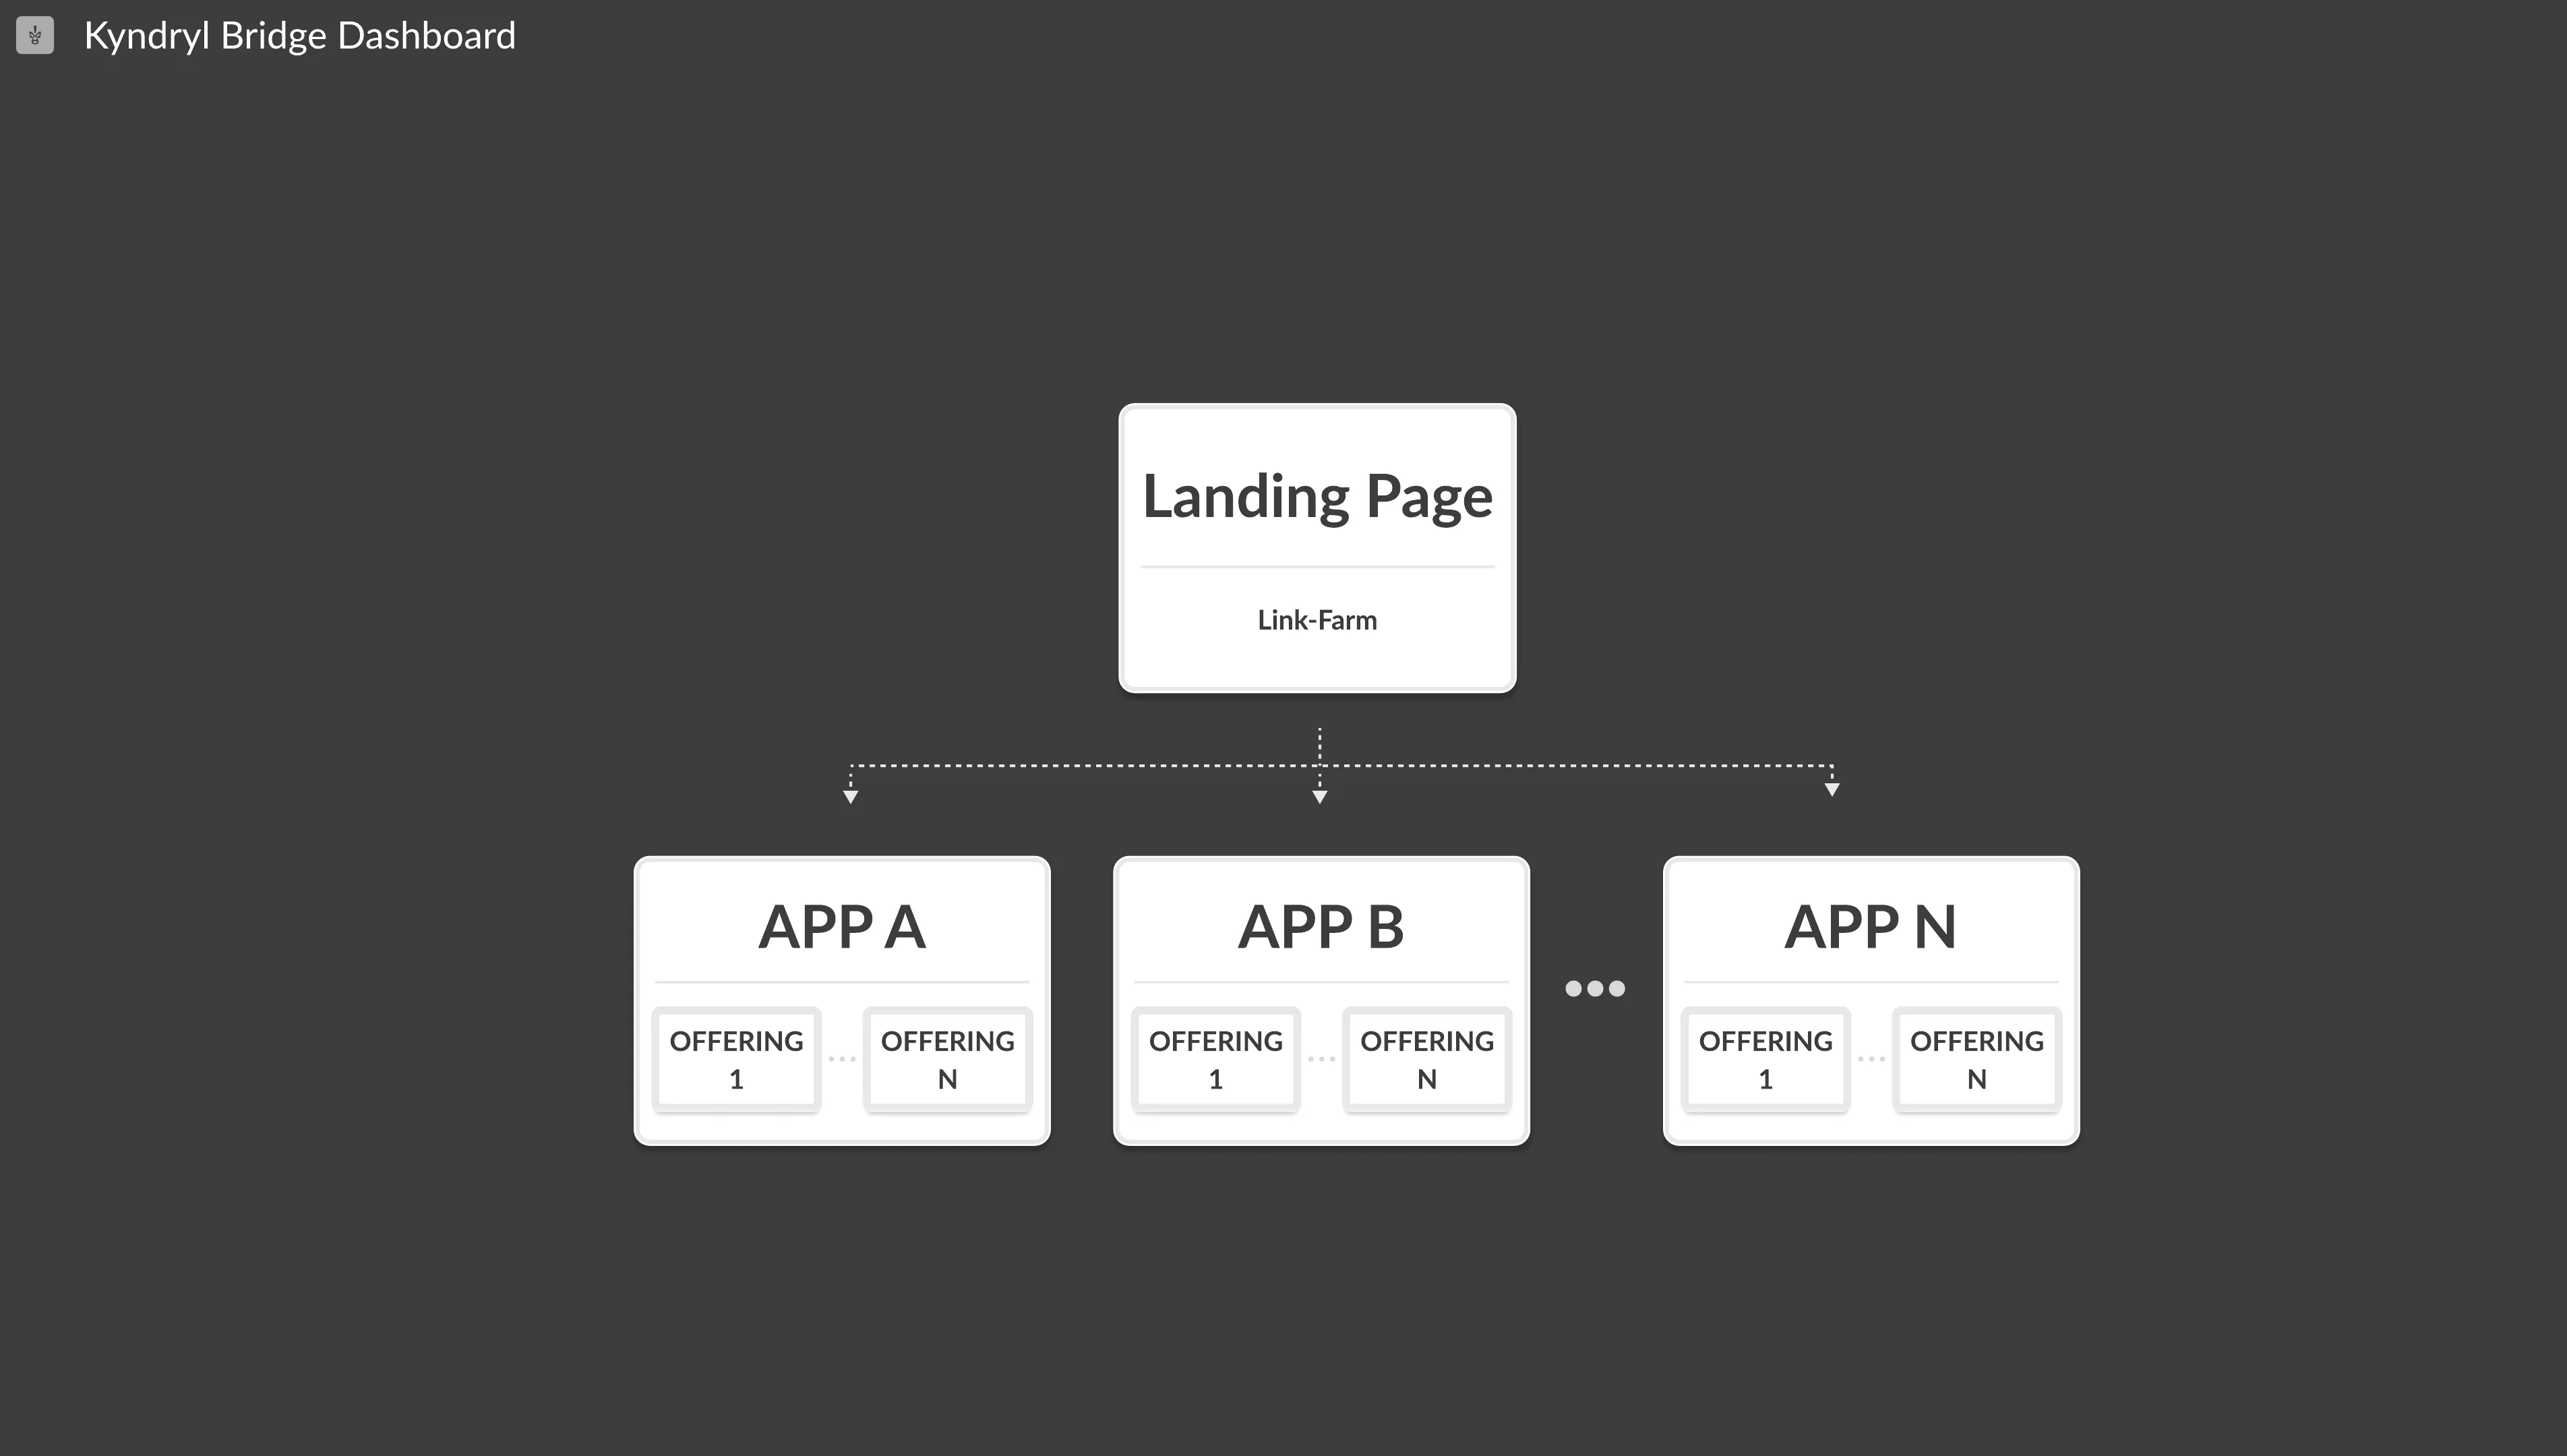 Kyndryl Bridge Dashboard
Landing Page
Link-Farm
APP A
OFFERING
1
OFFERING
N
APP B
OFFERING
1
OFFERING
N
APP N
OFFERING
1
OFFERING
N